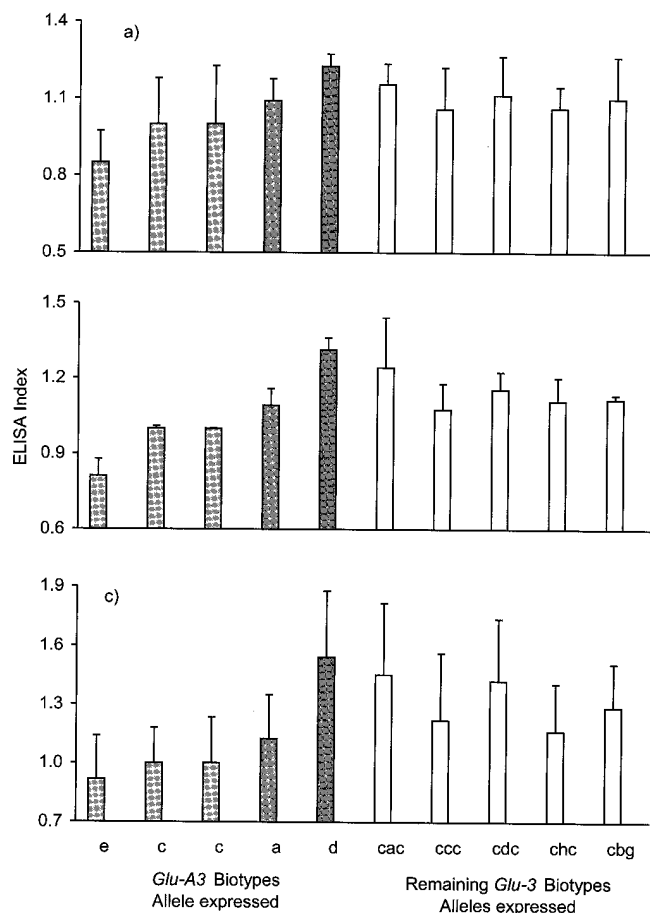 a)
1.4
1.1
0.8
0.5
1.5
1.2
0.9
0.6
ELISA Index
c)
1.9
1.6
1.3
1.0
0.7
e c c a d cac ccc cdc chc cbg
Glu-A3 Biotypes
Allele expressed
Remaining Glu-3 Biotypes
Alleles expressed